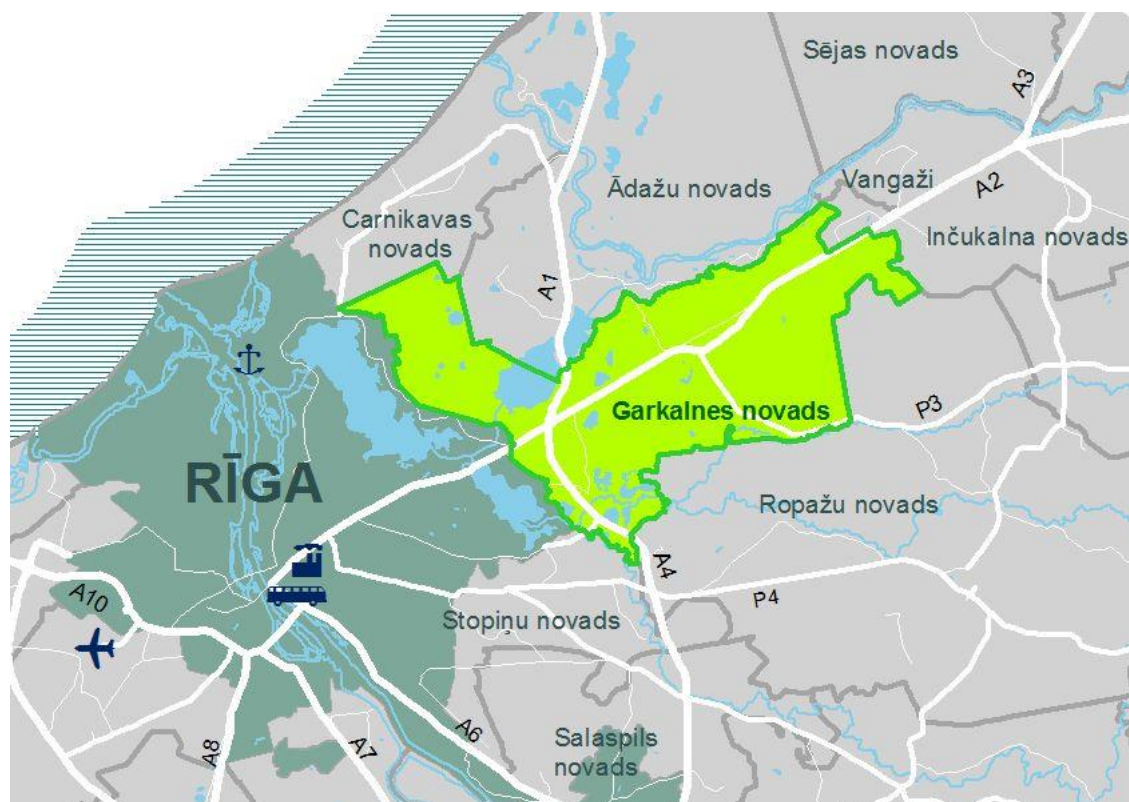 Sējas novads
A3
Vangaži
A2
Ādažu novads
Inčukalna novads
Carnikavas
novads
A1
Garkalnes novads
P3
RĪGA
Ropažu novads
A4
P4
A10
Stopiņu novads
A6
A8
A7
Salaspils
novads